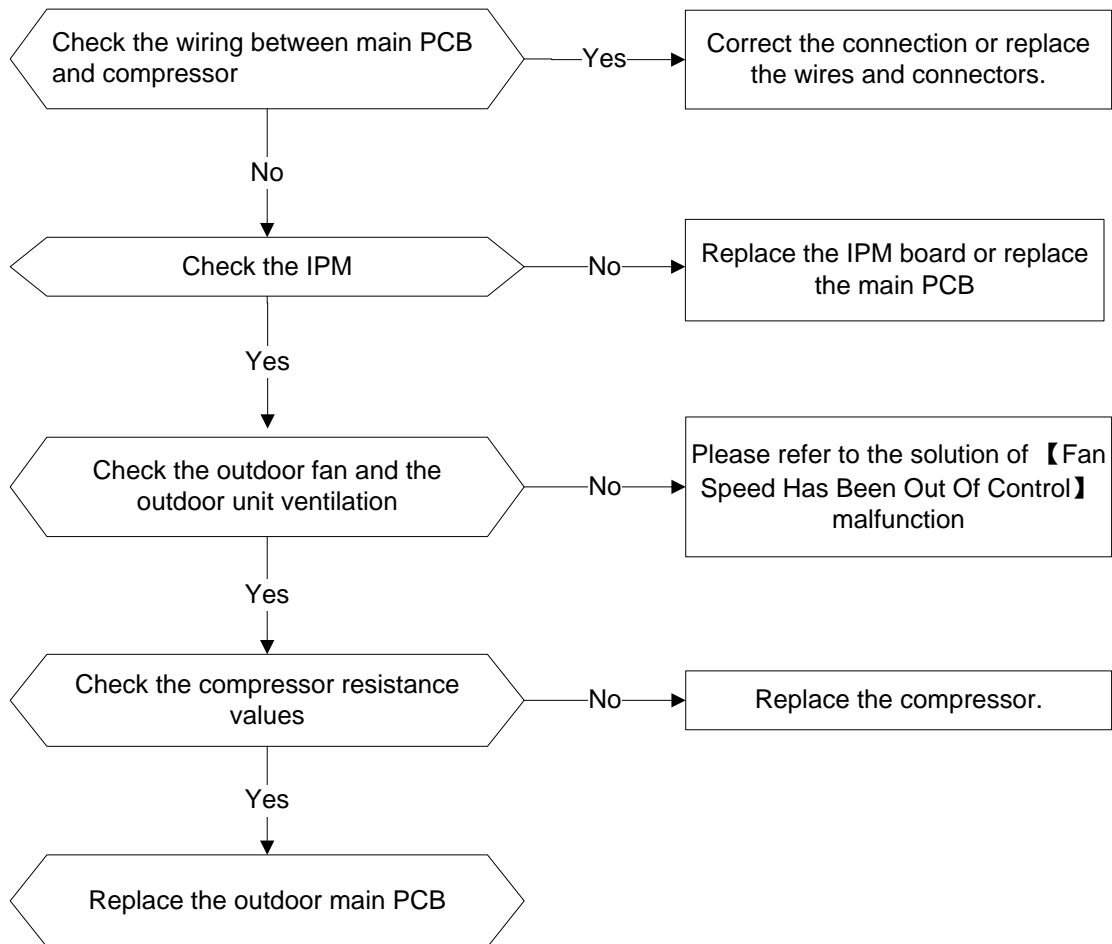 Check the wiring between main PCB
and compressor
Yes
Correct the connection or replace
the wires and connectors.
No
Check the IPM
No
Replace the IPM board or replace
the main PCB
Yes
Check the outdoor fan and the
outdoor unit ventilation
No
Please refer to the solution of 【Fan
Speed Has Been Out Of Control】
malfunction
Yes
Check the compressor resistance
values
No
Replace the compressor.
Yes
Replace the outdoor main PCB